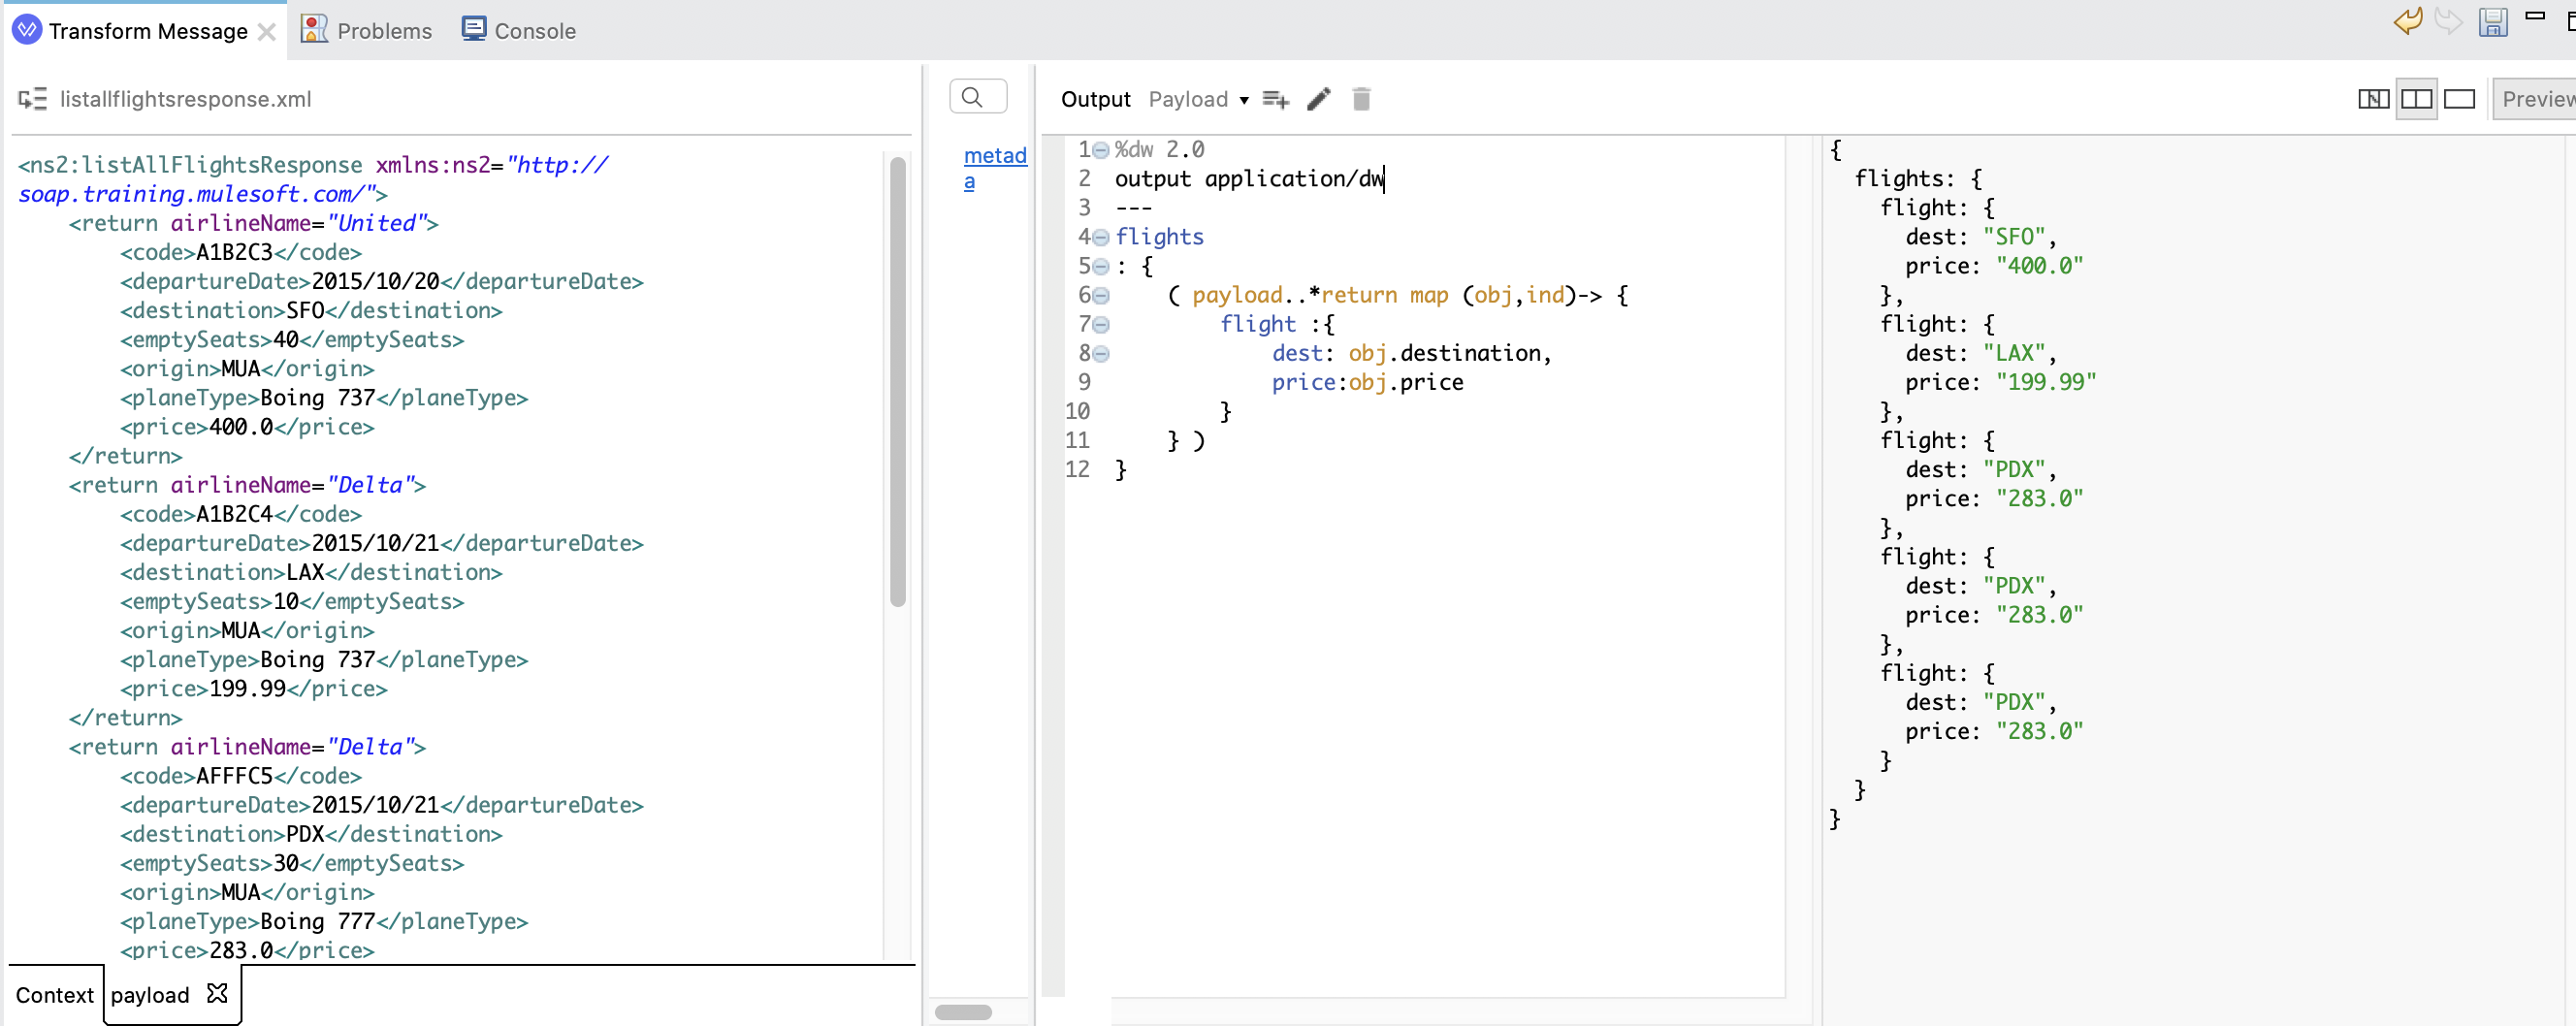 Transform Message
Problems
Console
listallflightsresponse.xml
<ns2:listAllFlightsResponse xmlns:ns2="http://
soap.training.mulesoft.com/">
<return airlineName="United">
<code>A1B2C3</code>
<departureDate>2015/10/20</departureDate>
<destination>SFO</destination>
<emptySeats>40</emptySeats>
<origin>MUA</origin>
<planeType>Boing 737</planeType>
<price>400.0</price>
</return>
<return airlineName="Delta">
<code>A1B2C4</code>
<departureDate>2015/10/21</departureDate>
<destination>LAX</destination>
<emptySeats>10</emptySeats>
<origin>MUA</origin>
<planeType>Boing 737</planeType>
<price>199.99</price>
</return>
<return airlineName="Delta">
<code>AFFFC5</code>
<departureDate>2015/10/21</departureDate>
<destination>PDX</destination>
<emptySeats>30</emptySeats>
<origin>MUA</origin>
<planeType>Boing 777</planeType>
<price>283.0</price>
Context
payload
metad
a
Output Payload
Preview
1 %dw 2.0
2 output application/dw
3 ---
4 flights
5 : {
6 ( payload..*return map (obj,ind)-> {
7 flight :{
8 dest: obj.destination,
9 price:obj.price
10 }
11 } )
12 }
{
flights: {
flight: {
dest: "SFO",
price: "400.0"
},
flight: {
dest: "LAX",
price: "199.99"
},
flight: {
dest: "PDX",
price: "283.0"
},
flight: {
dest: "PDX",
price: "283.0"
},
flight: {
dest: "PDX",
price: "283.0"
}
}
}